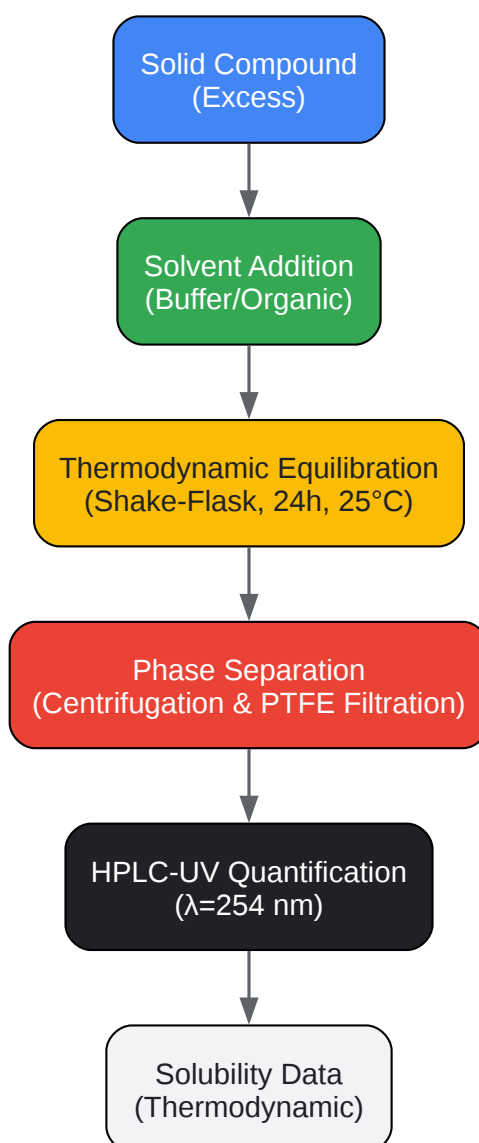 Solid Compound
(Excess)
Solvent Addition
(Buffer/Organic)
Thermodynamic Equilibration
(Shake-Flask, 24h, 25°C)
Phase Separation
(Centrifugation & PTFE Filtration)
HPLC-UV Quantification
(λ=254 nm)
Solubility Data
(Thermodynamic)